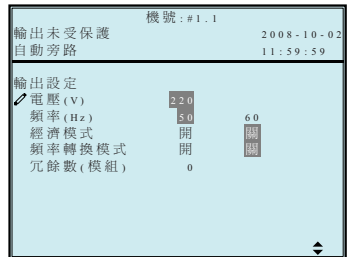 機號:#1.1
輸出未受保護 2008-10-02
自動旁路 11:59:59
輸出設定
電壓(V) 220
頻率(Hz) 50 60
經濟模式 開 關
頻率轉換模式 開 關
冗餘數(模組) 0